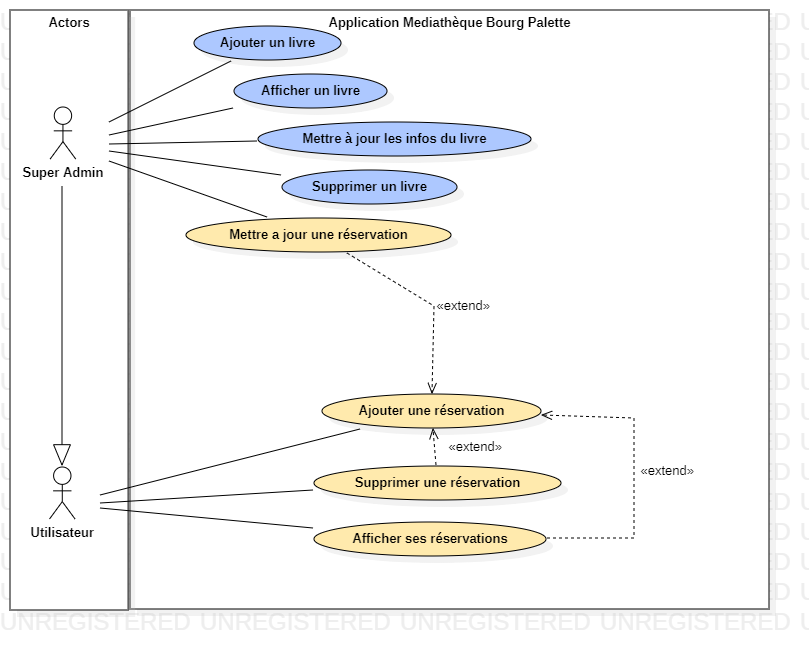 Actors
Application Mediathèque Bourg Palette
Ajouter un livre
Afficher un livre
Mettre à jour les infos du livre
Super Admin
Supprimer un livre
Mettre a jour une réservation
«extend»
Ajouter une réservation
«extend»
«extend»
Supprimer une réservation
Utilisateur
Afficher ses réservations
UNREGISTERED UNREGISTERED UNREGISTERED UNREGISTERED